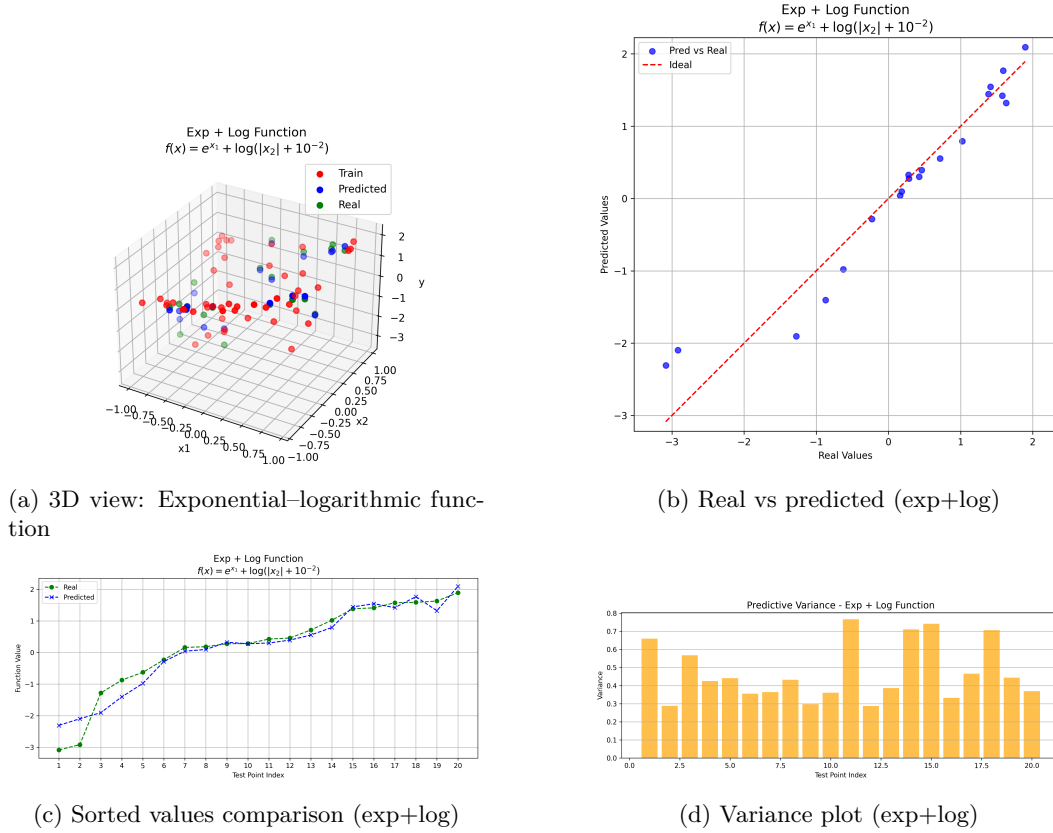 Exp + Log Function
f(x) = e^{x_1} + log(|x_2| + 10^{-2})
Train
Predicted
Real
2
1
0
−1
−2
−3
y
−1.00
−0.75
−0.50
−0.25
0.00
0.25
0.50
0.75
1.00
x1
−1.00
−0.75
−0.50
−0.25
0.00
0.25
0.50
0.75
1.00
x2
(a) 3D view: Exponential–logarithmic func-
tion
Exp + Log Function
f(x) = e^{x_1} + log(|x_2| + 10^{-2})
Pred vs Real
Ideal
Predicted Values
2
1
0
−1
−2
−3
−3 −2 −1 0 1 2
Real Values
(b) Real vs predicted (exp+log)
Exp + Log Function
f(x) = e^{x_1} + log(|x_2| + 10^{-2})
Real
Predicted
Function Value
2
1
0
−1
−2
−3
1 2 3 4 5 6 7 8 9 10 11 12 13 14 15 16 17 18 19 20
Test Point Index
(c) Sorted values comparison (exp+log)
Predictive Variance - Exp + Log Function
Variance
0.8
0.7
0.6
0.5
0.4
0.3
0.2
0.1
0.0
0.0 2.5 5.0 7.5 10.0 12.5 15.0 17.5 20.0
Test Point Index
(d) Variance plot (exp+log)